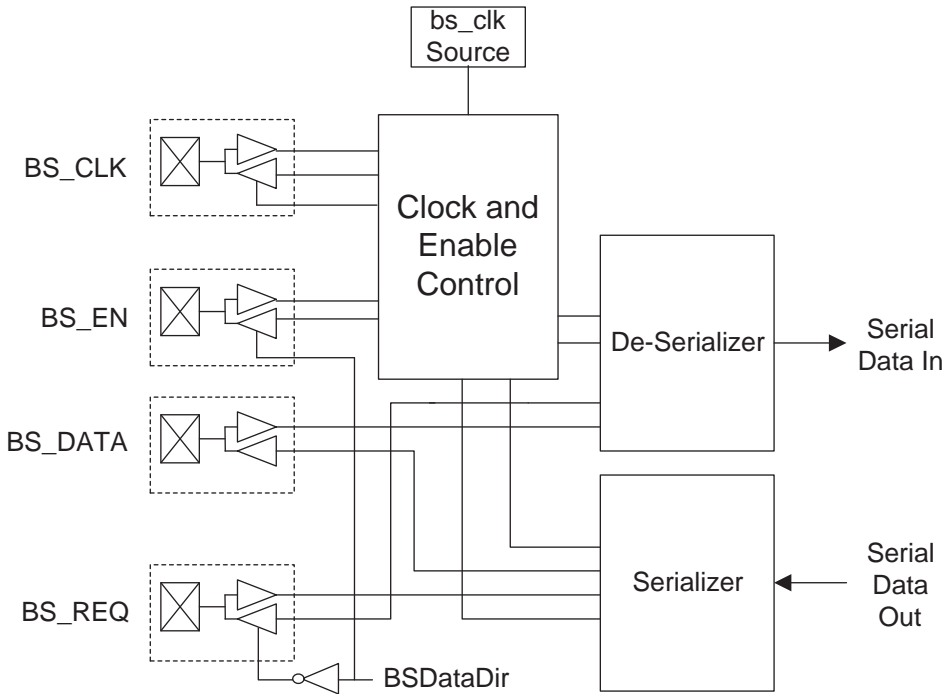 bs_clk
Source
BS_CLK
Clock and
Enable
Control
BS_EN
De-Serializer
Serial
Data In
BS_DATA
Serializer
Serial
Data
Out
BS_REQ
BSDataDir